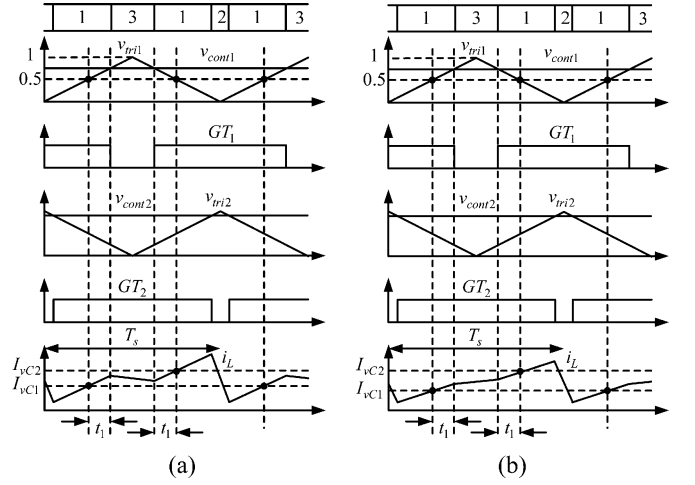 1 3 1 2 1 3
1
v_tri1
v_cont1
0.5
GT_1
v_cont2 v_tri2
GT_2
T_s
I_vC2
i_L
I_vC1
t_1 t_1
(a)
1 3 1 2 1 3
1
v_tri1
v_cont1
0.5
GT_1
v_cont2 v_tri2
GT_2
T_s
I_vC2
i_L
I_vC1
t_1 t_1
(b)